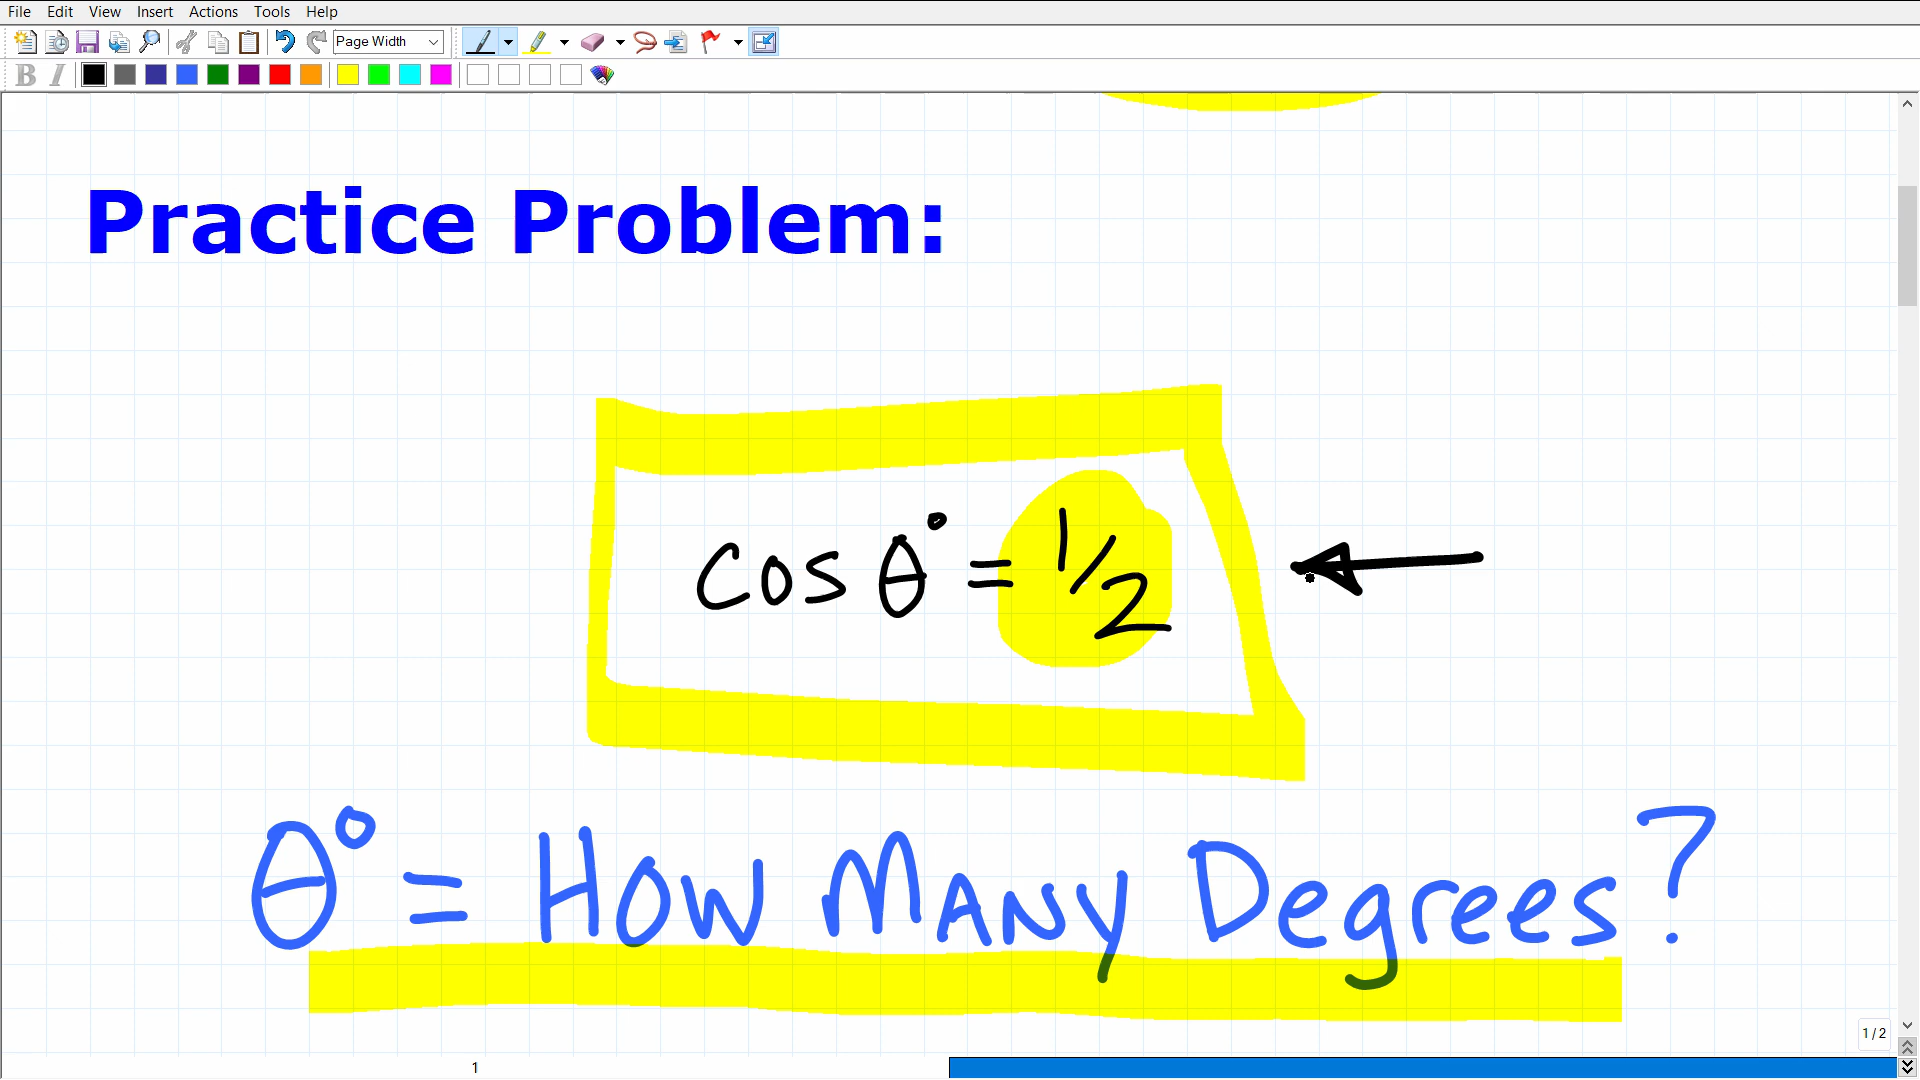 File Edit View Insert Actions Tools Help
Page Width
B I
Practice Problem:
cos θ° = 1/2
θ° = How Many Degrees?
1 / 2
1